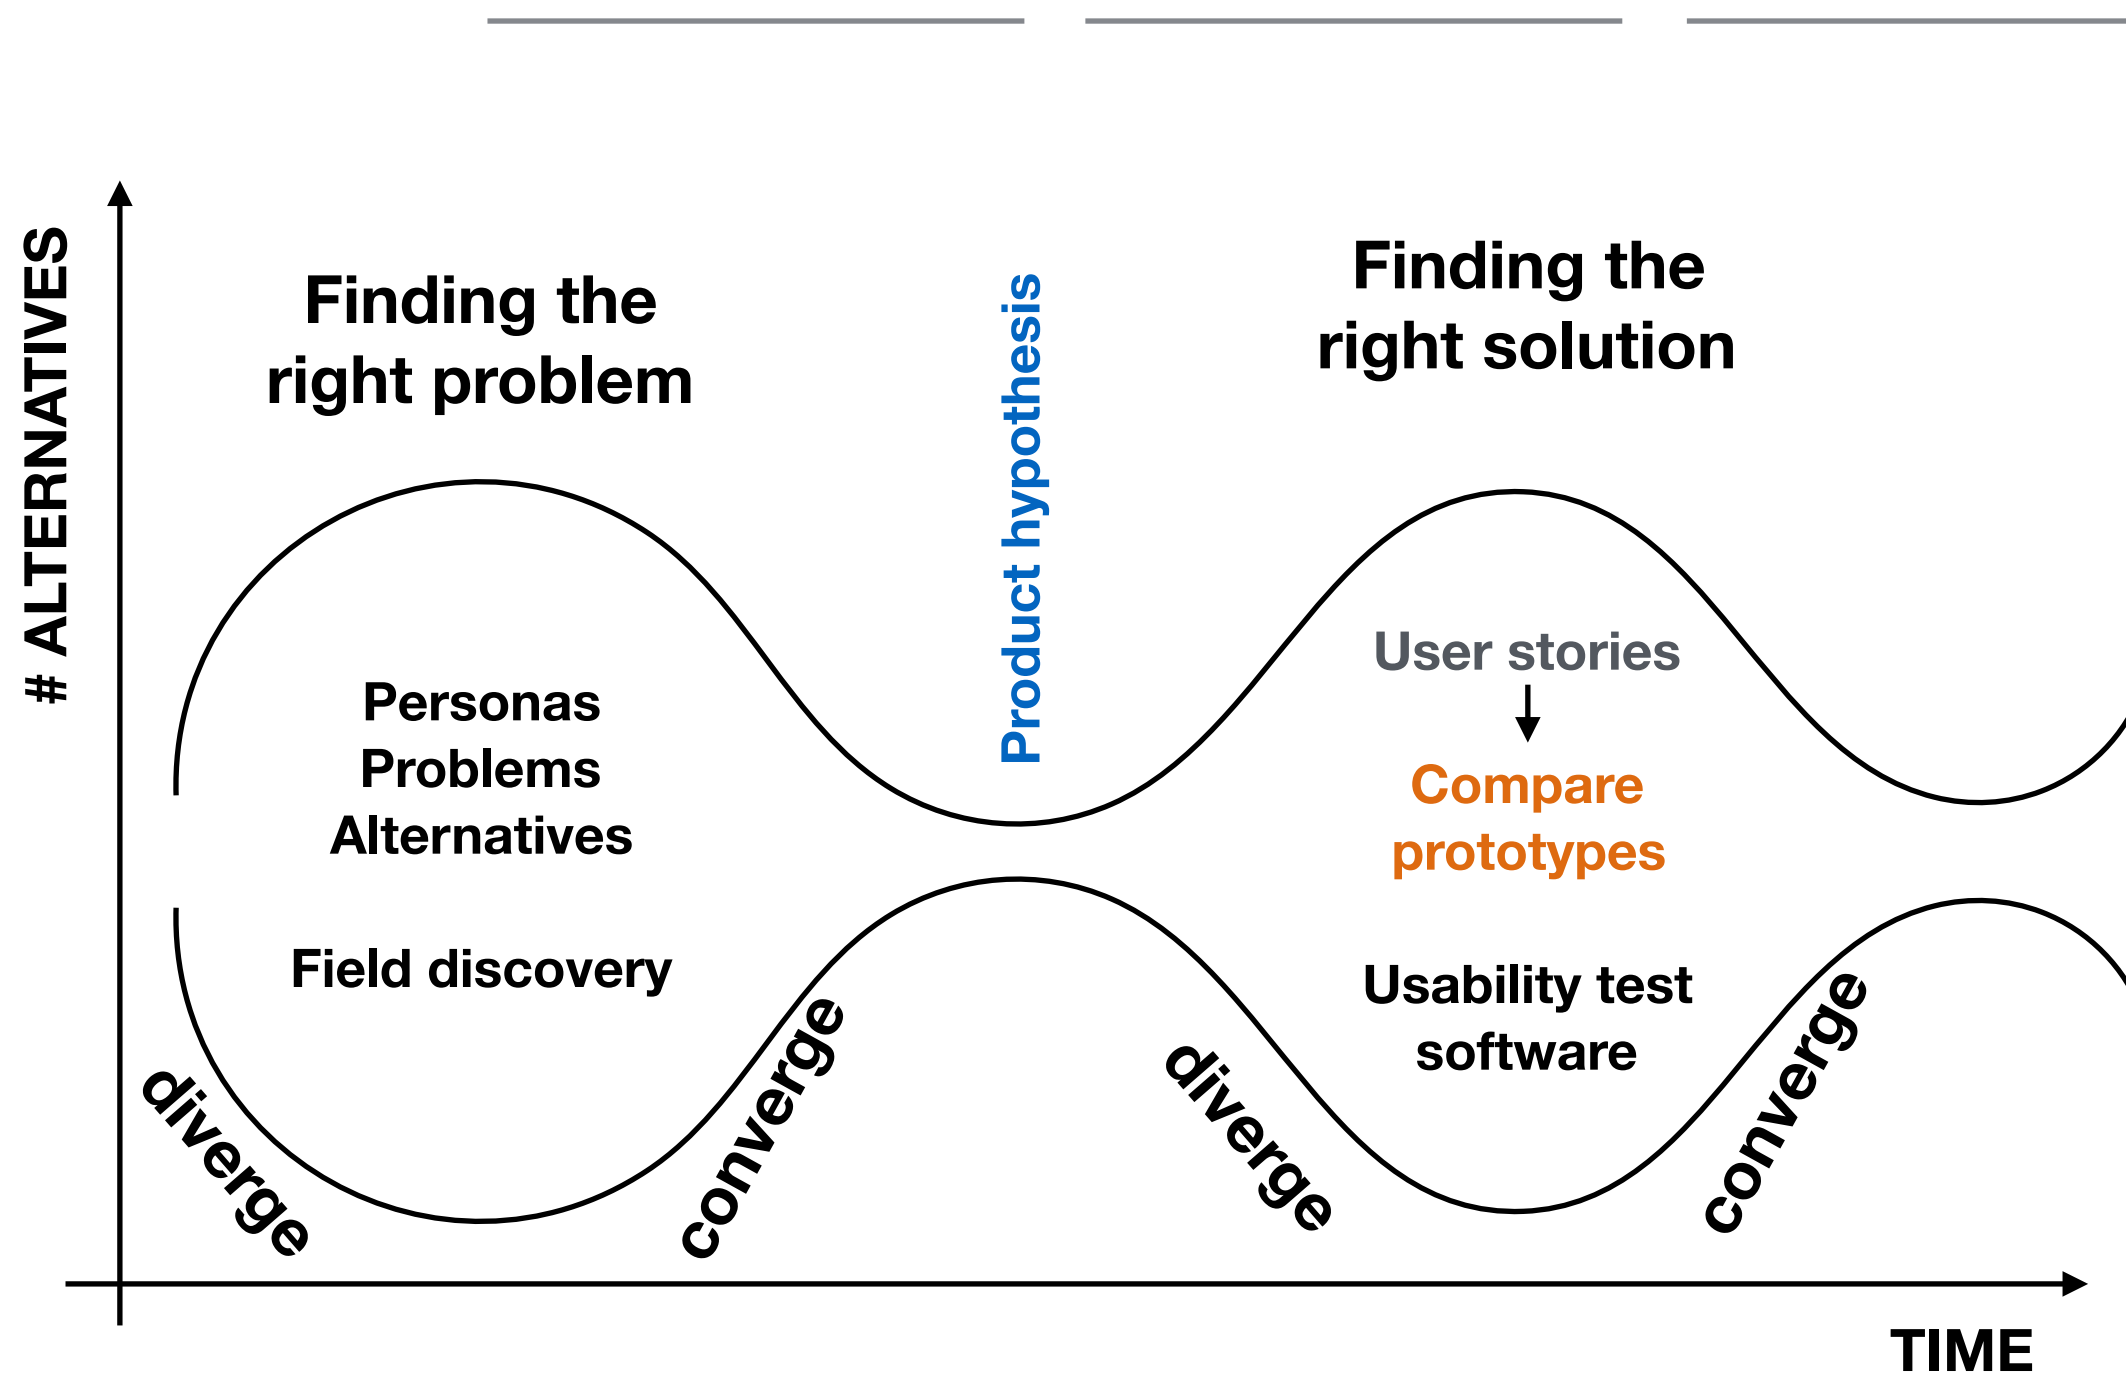 # ALTERNATIVES
Finding the
right problem
Personas
Problems
Alternatives
Field discovery
diverge
converge
Product hypothesis
Finding the
right solution
User stories
Compare
prototypes
Usability test
software
diverge
converge
TIME